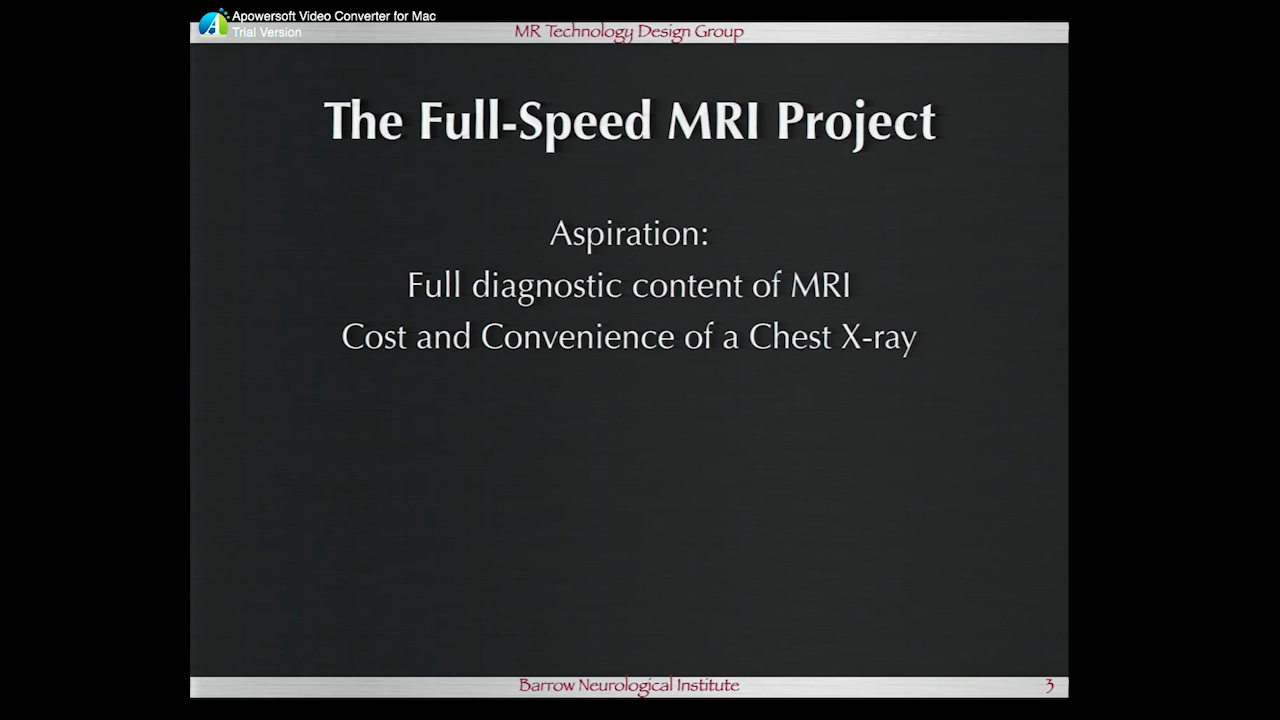 Apowersoft Video Converter for Mac
Trial Version
MR Technology Design Group
The Full-Speed MRI Project
Aspiration:
Full diagnostic content of MRI
Cost and Convenience of a Chest X-ray
Barrow Neurological Institute
3